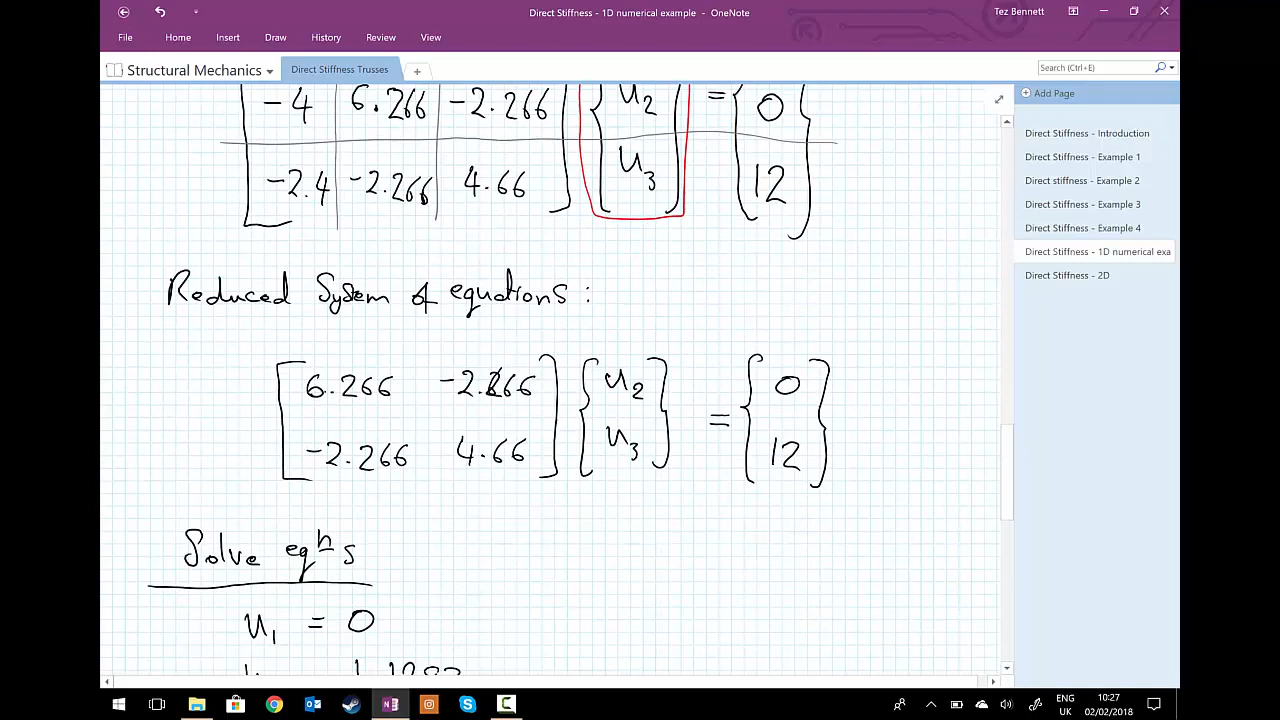 Direct Stiffness - 1D numerical example - OneNote
Tez Bennett
File Home Insert Draw History Review View
Structural Mechanics
Direct Stiffness Trusses
+
Search (Ctrl+E)
Add Page
Direct Stiffness - Introduction
Direct Stiffness - Example 1
Direct stiffness - Example 2
Direct Stiffness - Example 3
Direct Stiffness - Example 4
Direct Stiffness - 1D numerical exa
Direct Stiffness - 2D
-4 6.266 -2.266 u2 = 0
-2.4 -2.266 4.66 u3 12
Reduced System of equations :
6.266 -2.266 u2 = 0
-2.266 4.66 u3 12
Solve eqns
u1 = 0
ENG
UK
10:27
02/02/2018